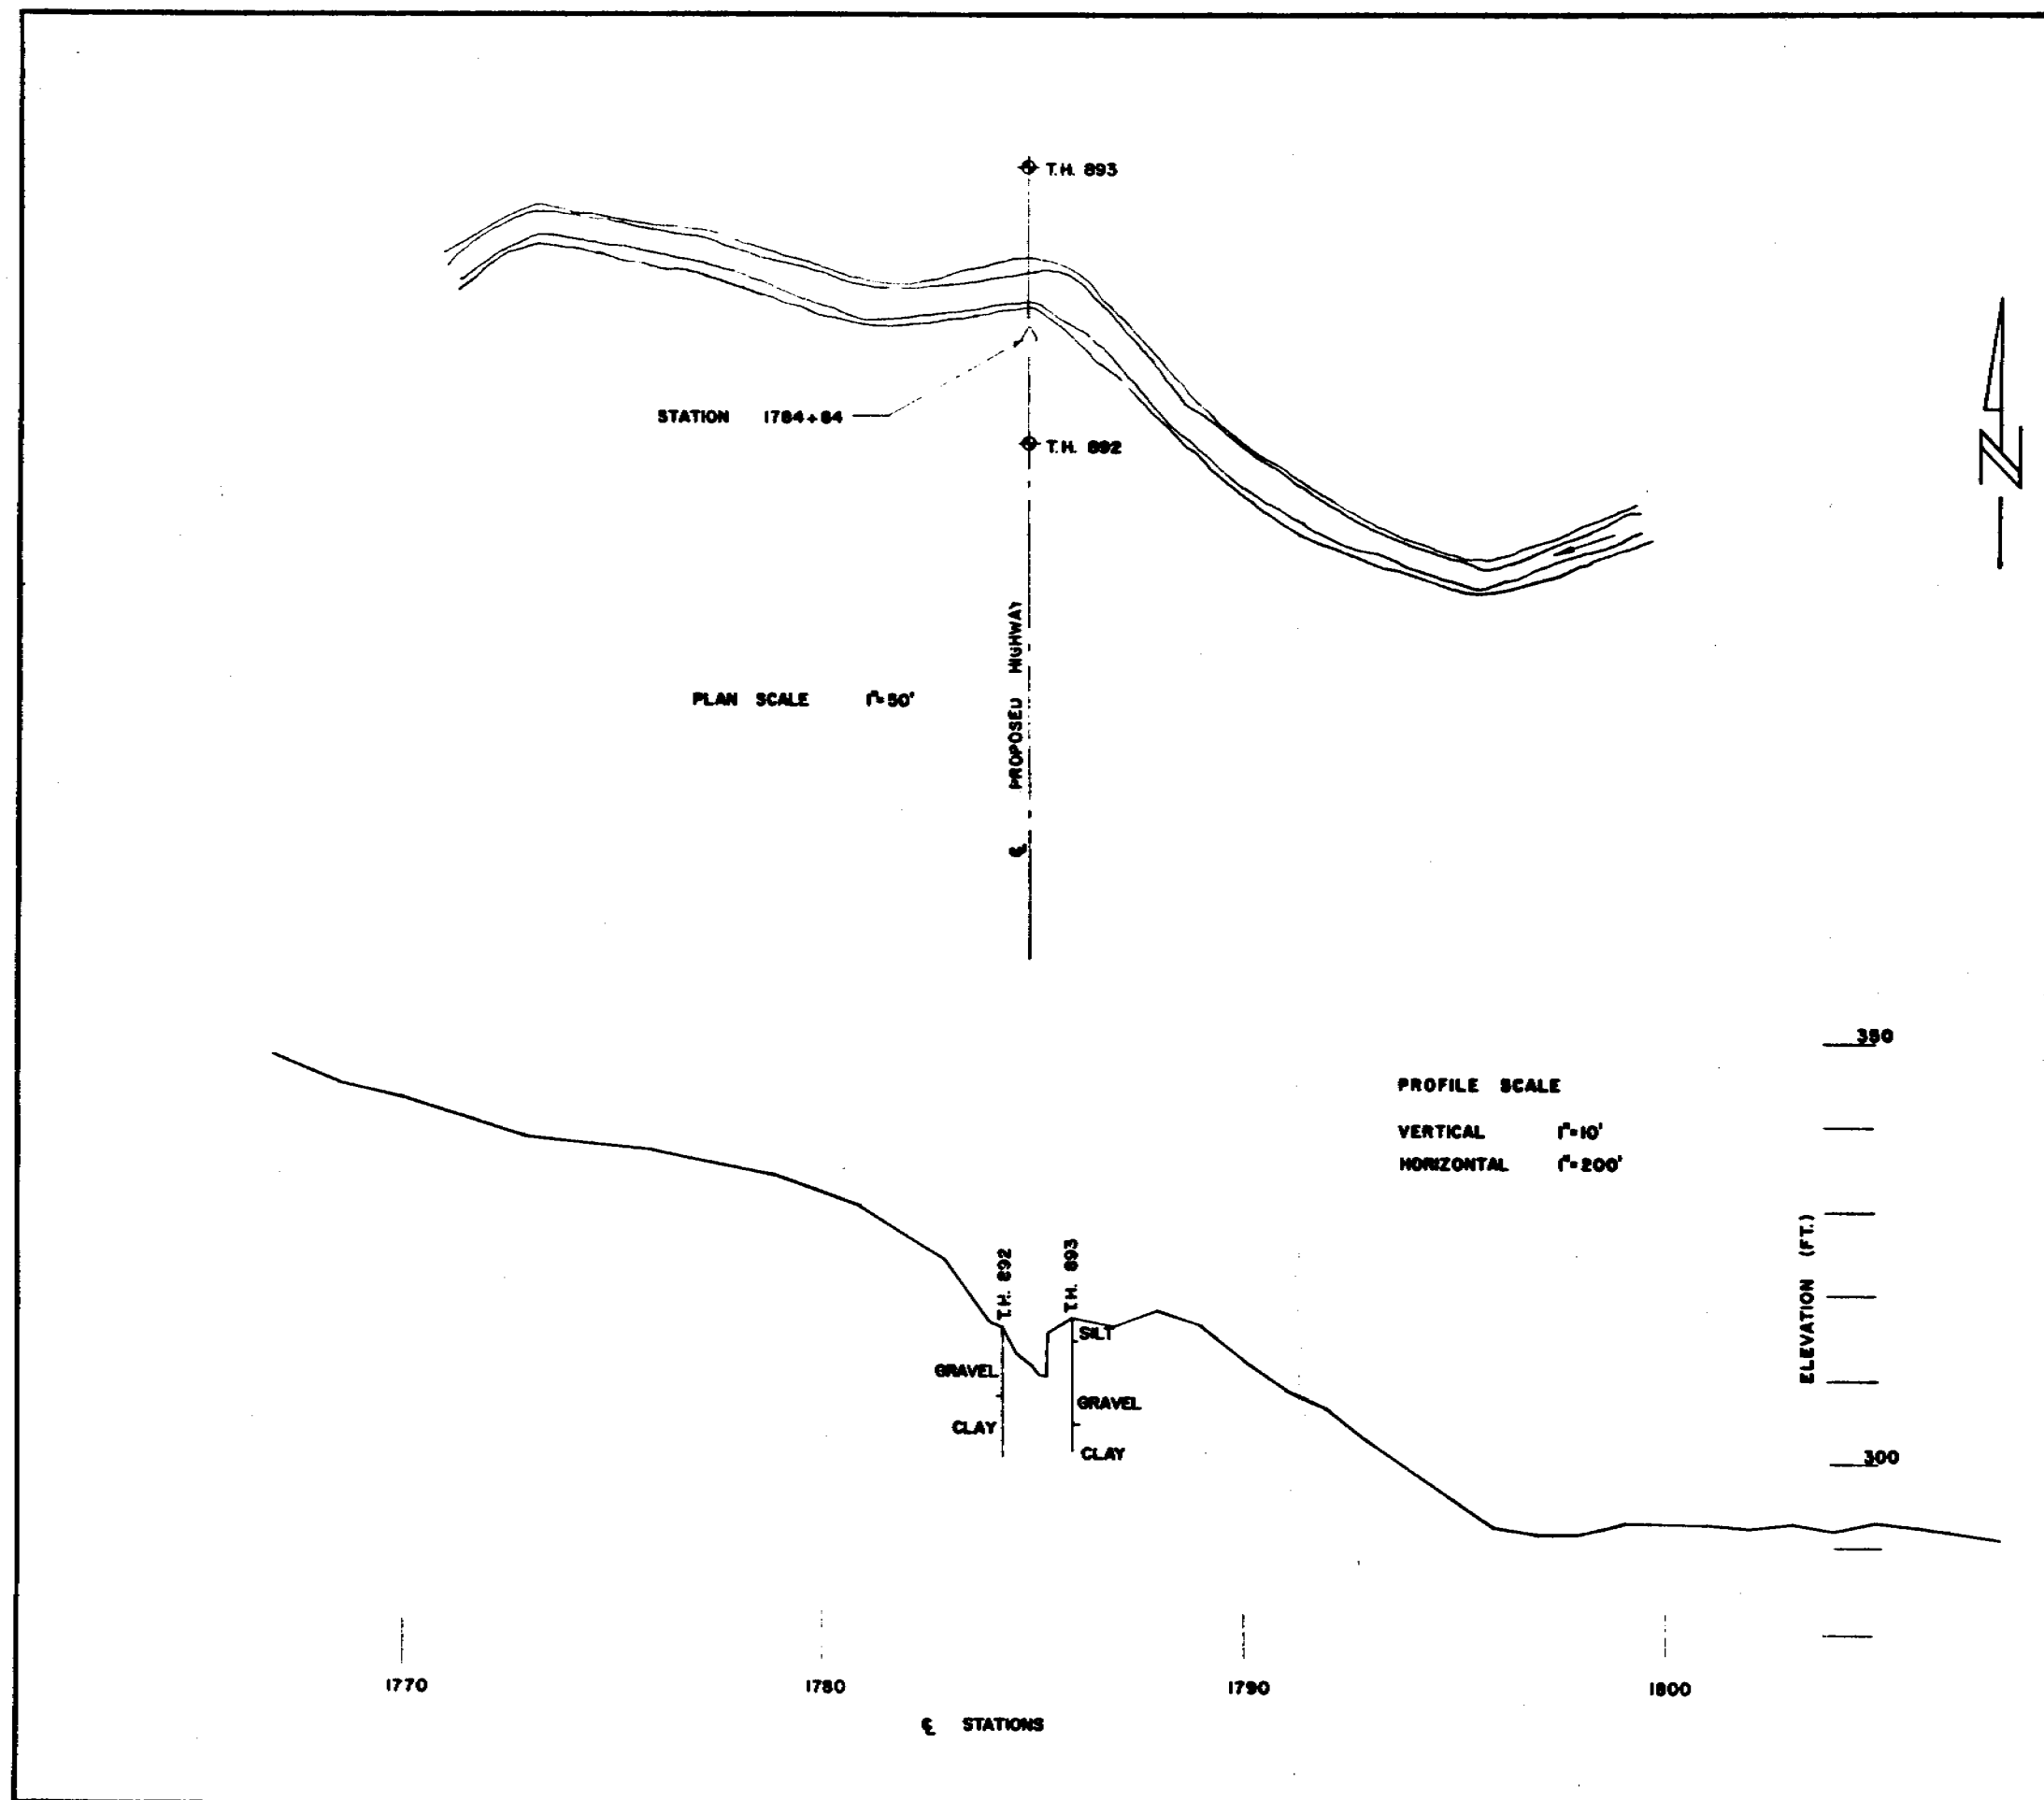 T.H. 893
STATION 1784+84
T.H. 892
PROPOSED HIGHWAY
PLAN SCALE 1"=50'
N
350
PROFILE SCALE
VERTICAL 1"=10'
HORIZONTAL 1"=200'
ELEVATION (FT.)
T.H. 892
T.H. 893
SILT
GRAVEL
GRAVEL
CLAY
CLAY
300
1770
1780
1790
1800
℄ STATIONS